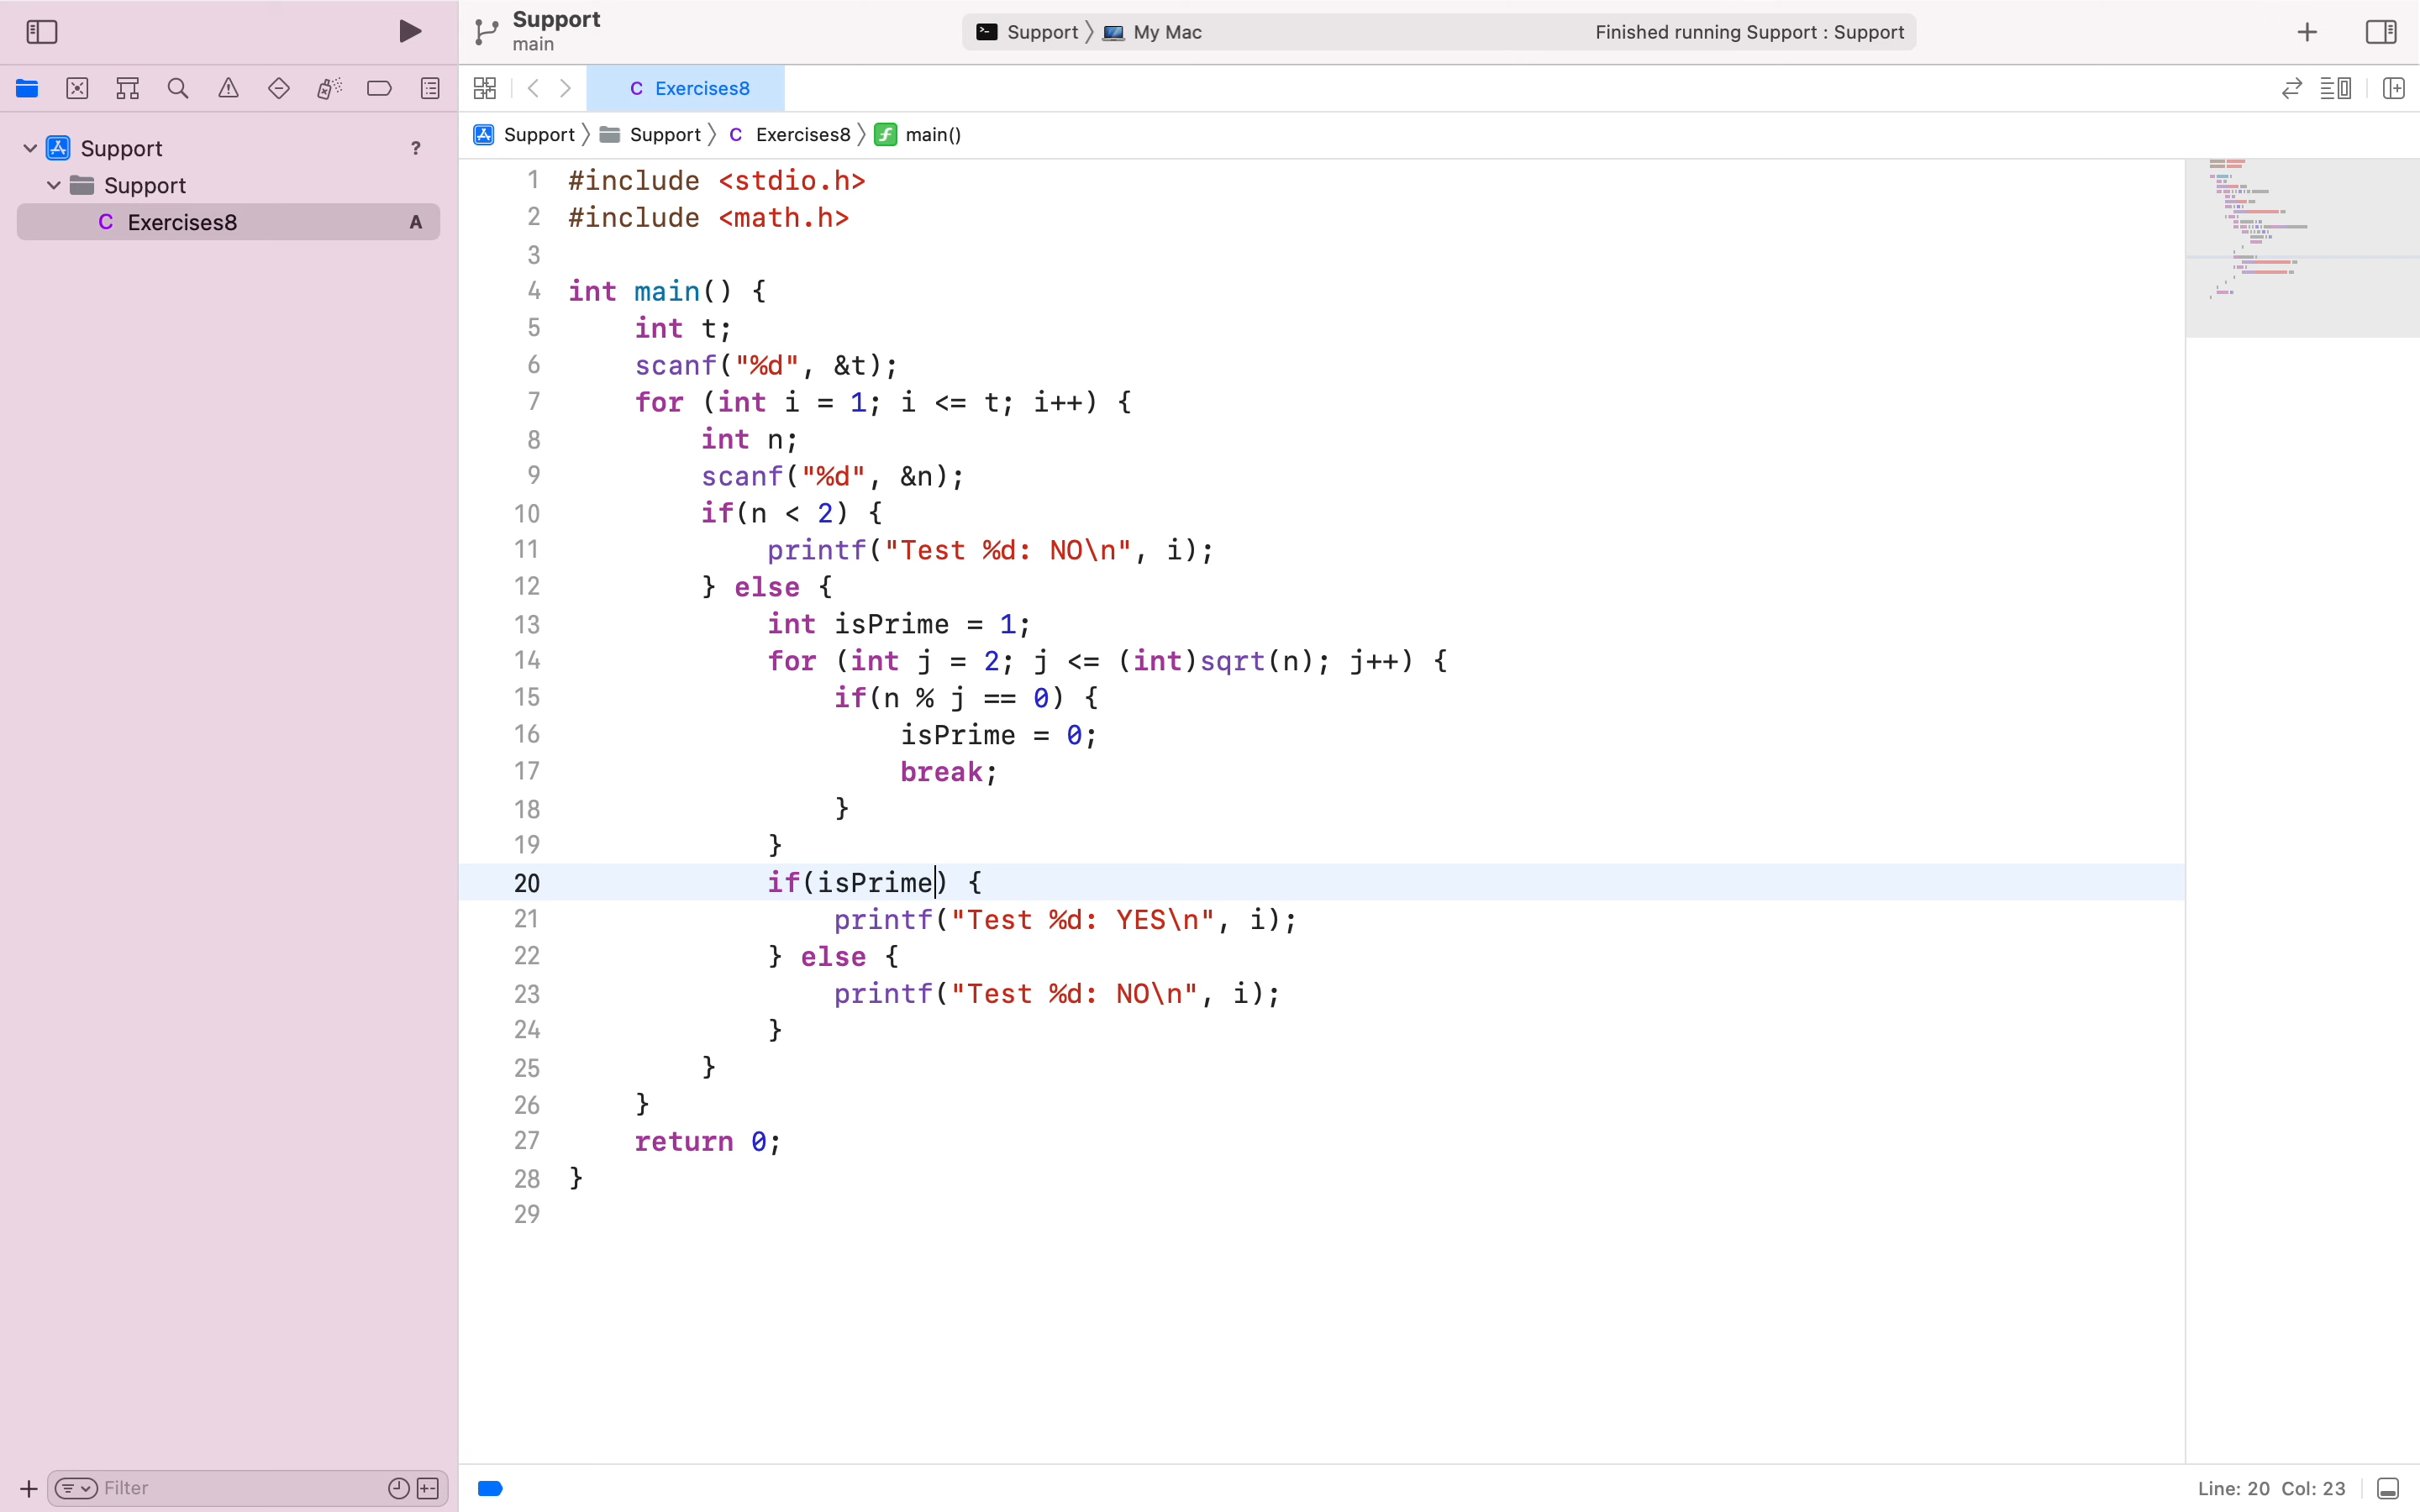 Support
main
Support
My Mac
Finished running Support : Support
C Exercises8
Support
Support
C Exercises8
main()
Support ?
Support
C Exercises8 A
1 #include <stdio.h>
2 #include <math.h>
3
4 int main() {
5 int t;
6 scanf("%d", &t);
7 for (int i = 1; i <= t; i++) {
8 int n;
9 scanf("%d", &n);
10 if(n < 2) {
11 printf("Test %d: NO\n", i);
12 } else {
13 int isPrime = 1;
14 for (int j = 2; j <= (int)sqrt(n); j++) {
15 if(n % j == 0) {
16 isPrime = 0;
17 break;
18 }
19 }
20 if(isPrime) {
21 printf("Test %d: YES\n", i);
22 } else {
23 printf("Test %d: NO\n", i);
24 }
25 }
26 }
27 return 0;
28 }
29
Filter
Line: 20 Col: 23